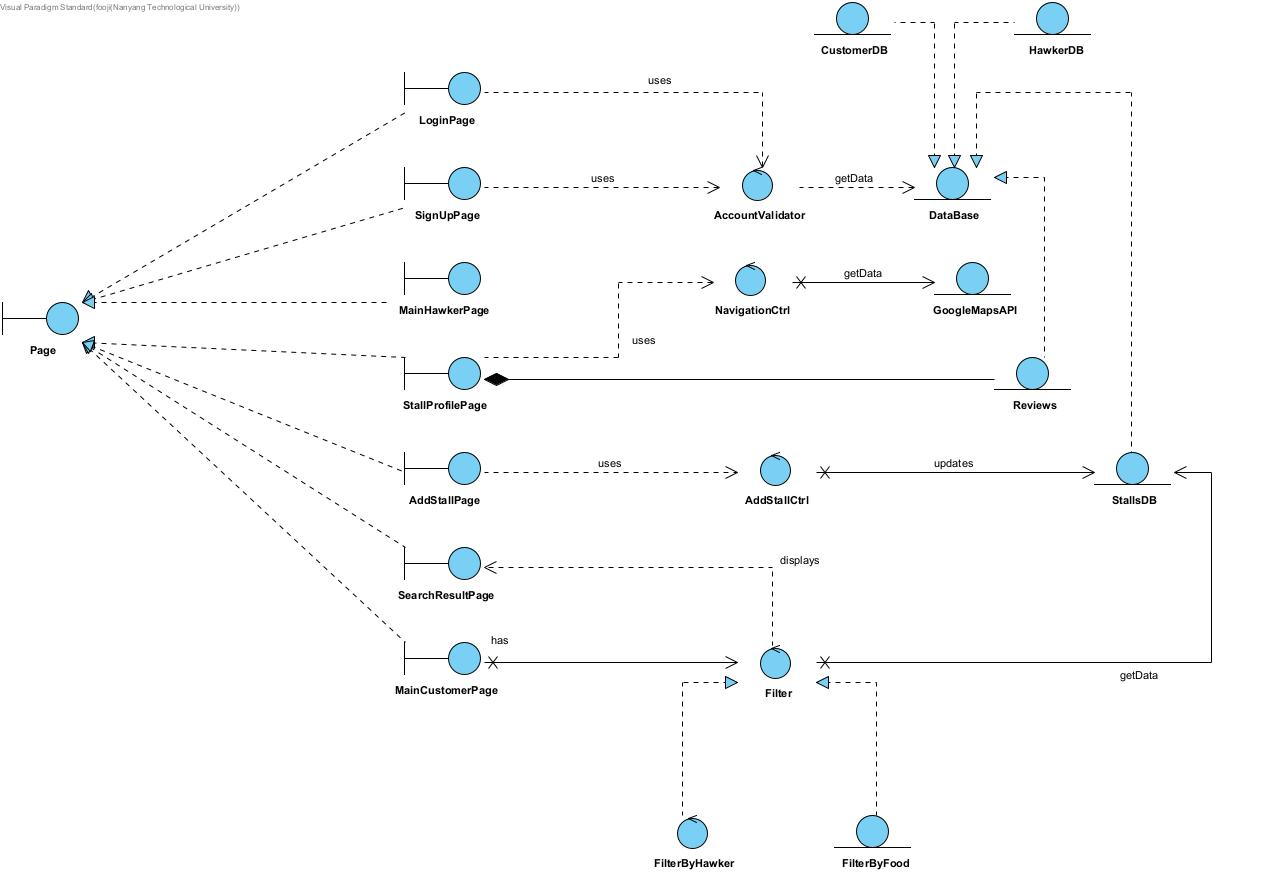 Visual Paradigm Standard(fooji(Nanyang Technological University))
CustomerDB
HawkerDB
uses
LoginPage
uses
getData
SignUpPage
AccountValidator
DataBase
getData
MainHawkerPage
NavigationCtrl
GoogleMapsAPI
uses
Page
StallProfilePage
Reviews
uses
updates
AddStallPage
AddStallCtrl
StallsDB
displays
SearchResultPage
has
getData
MainCustomerPage
Filter
FilterByHawker
FilterByFood